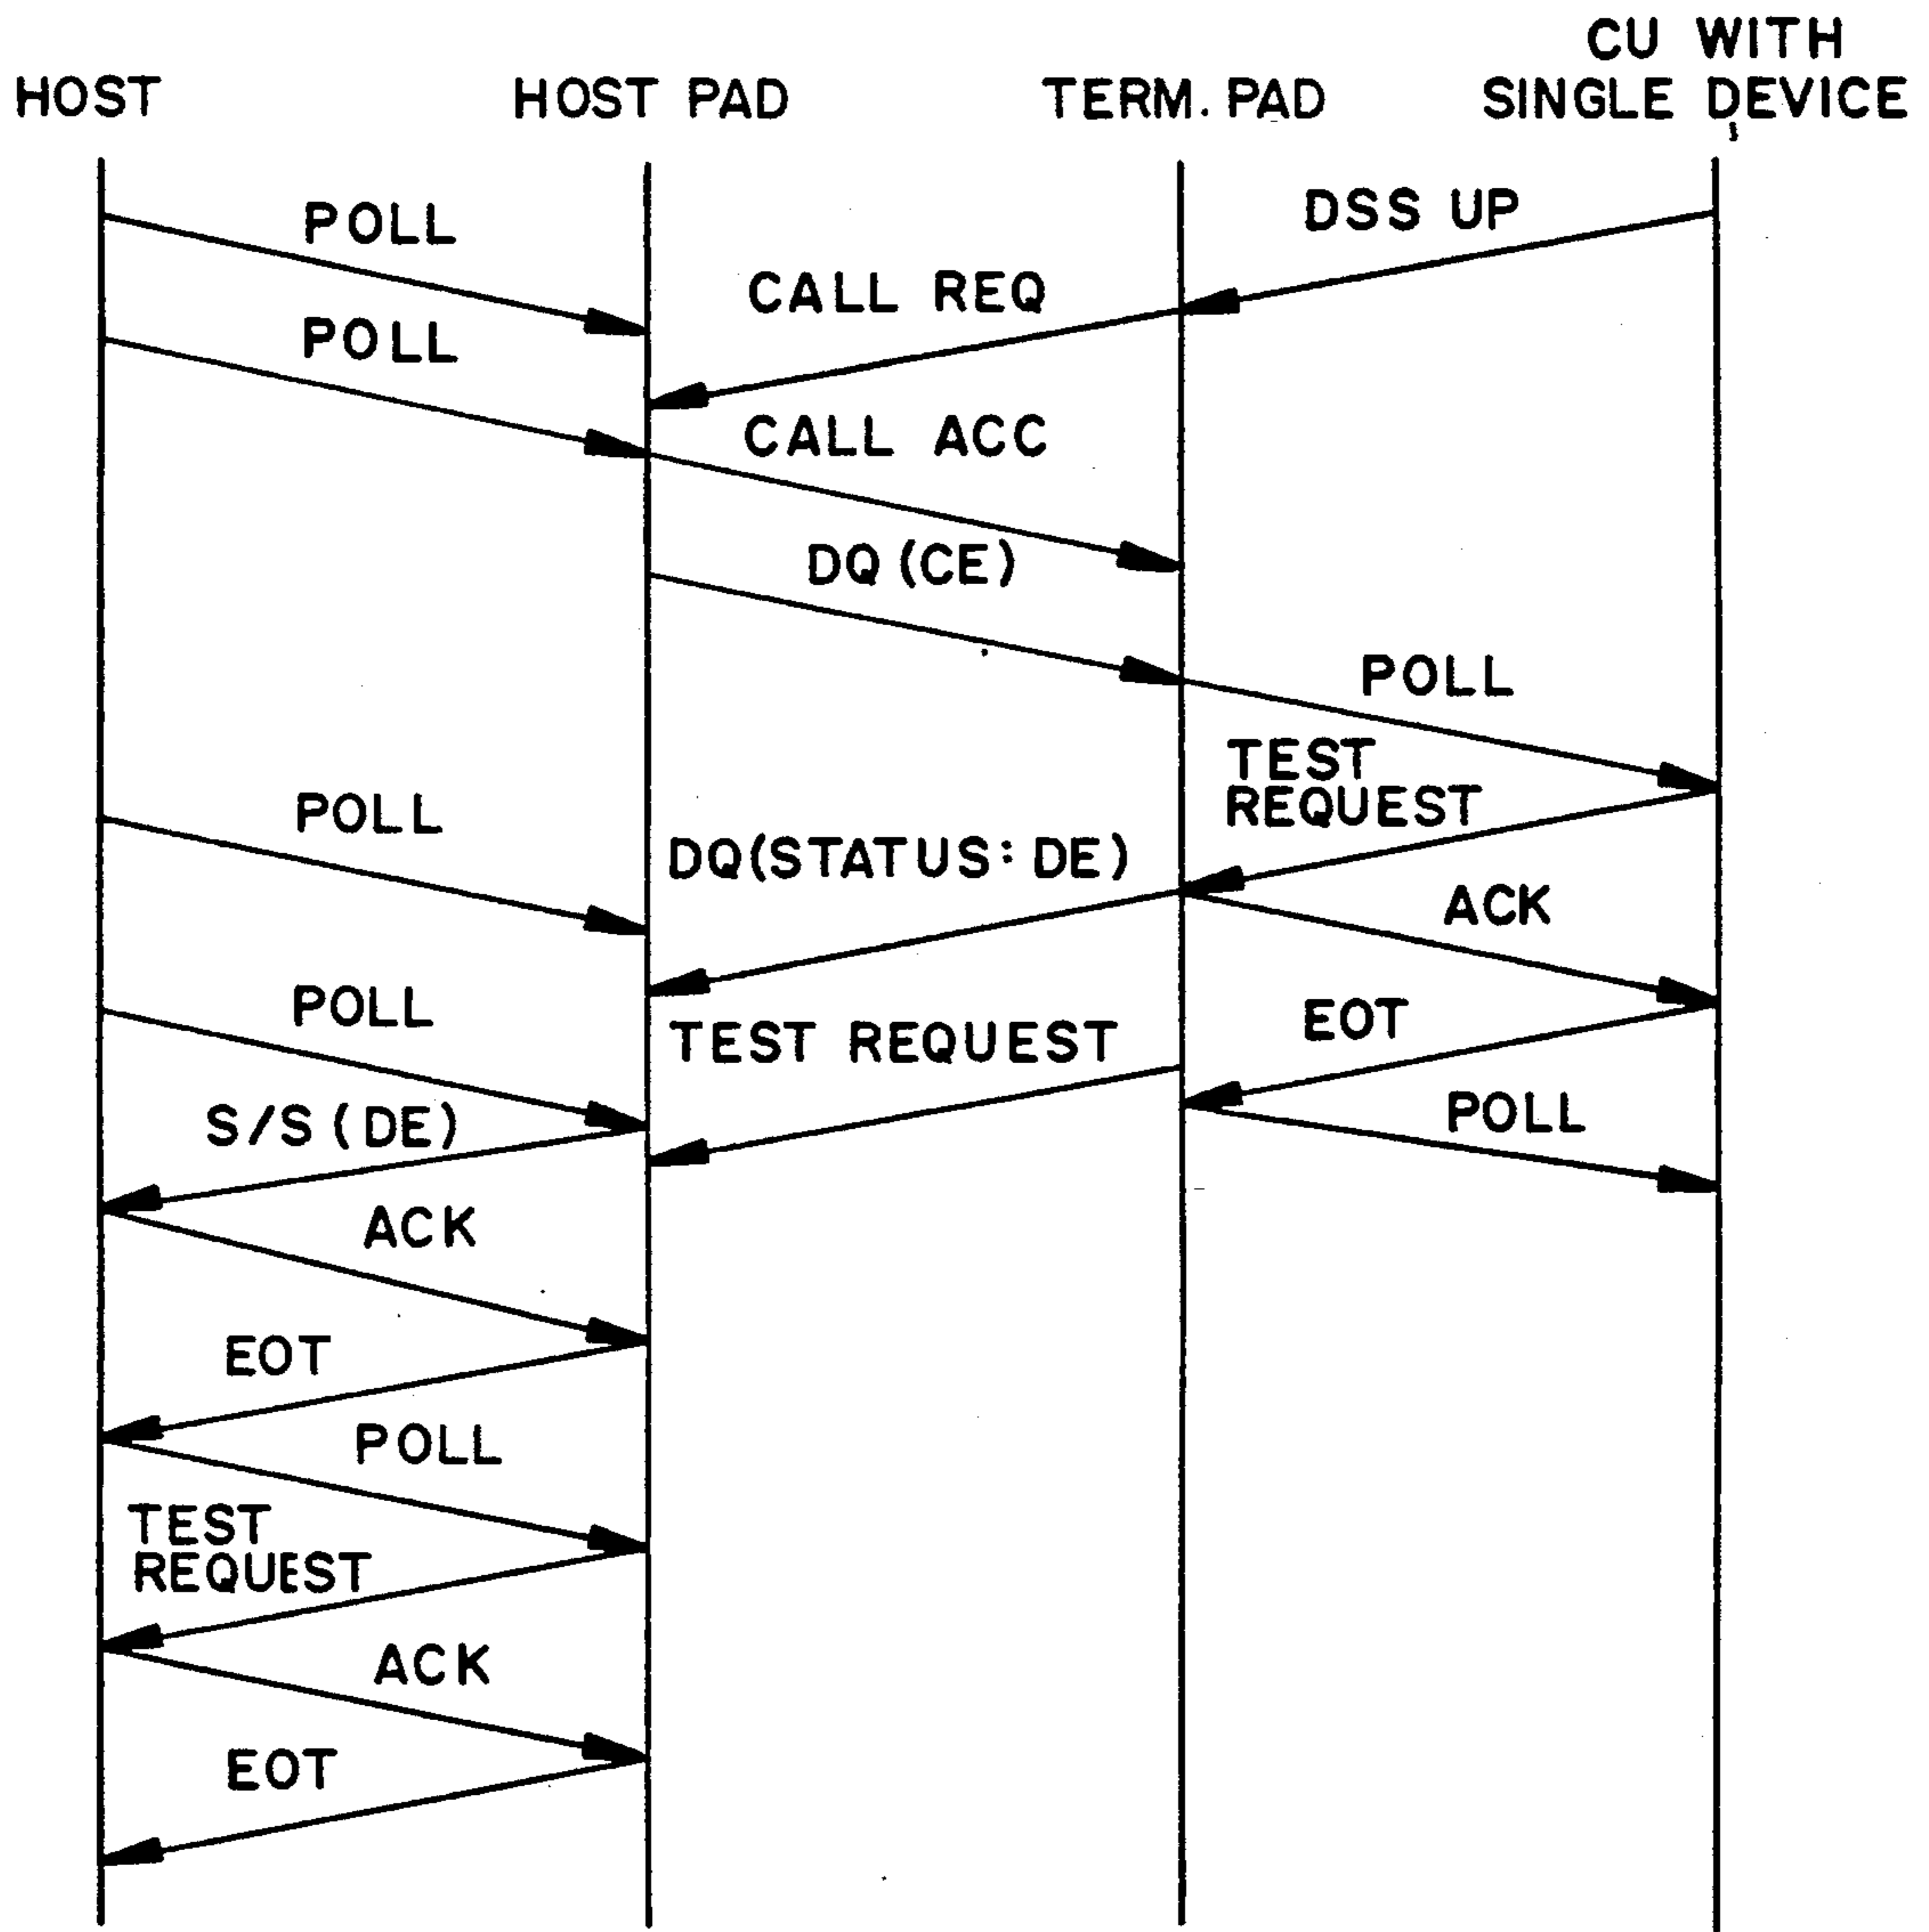 CU WITH
SINGLE DEVICE
HOST
HOST PAD
TERM. PAD
POLL
DSS UP
CALL REQ
POLL
CALL ACC
DQ (CE)
POLL
TEST
REQUEST
POLL
DQ(STATUS: DE)
ACK
POLL
EOT
TEST REQUEST
POLL
S/S (DE)
ACK
EOT
POLL
TEST
REQUEST
ACK
EOT